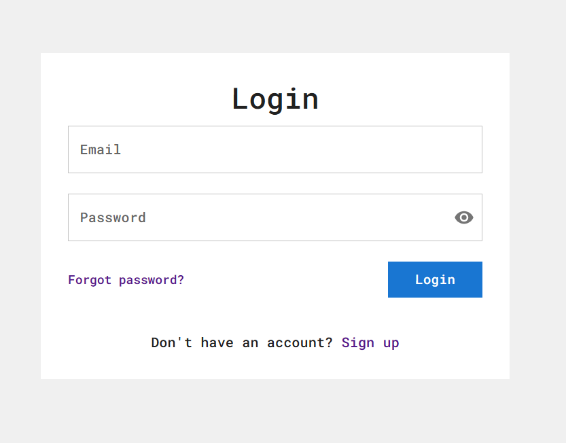 Login
Email
Password
Forgot password?
Login
Don't have an account? Sign up